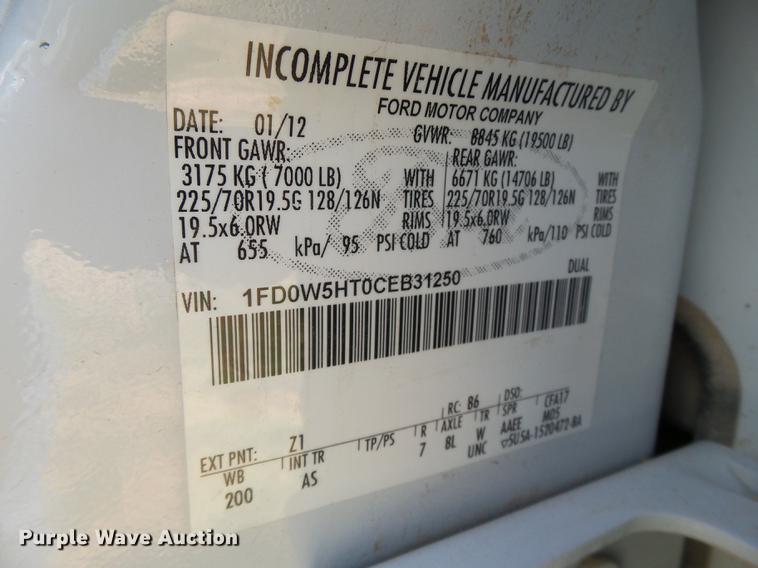 INCOMPLETE VEHICLE MANUFACTURED BY
FORD MOTOR COMPANY
DATE: 01/12 GVWR: 8845 KG (19500 LB)
FRONT GAWR: REAR GAWR:
3175 KG ( 7000 LB) WITH 6671 KG (14706 LB) WITH
225/70R19.5G 128/126N TIRES 225/70R19.5G 128/126N TIRES
19.5x6.0RW RIMS 19.5x6.0RW RIMS
AT 655 kPa/ 95 PSI COLD AT 760 kPa/110 PSI COLD
DUAL
VIN: 1FD0W5HT0CEB31250
EXT PNT: Z1 RC: 86 DSO:
WB INT TR TP/PS R AXLE TR SPR CFA17
200 AS 7 8L W AAEE M05
UNC 5U5A-1520472-BA
Purple Wave Auction